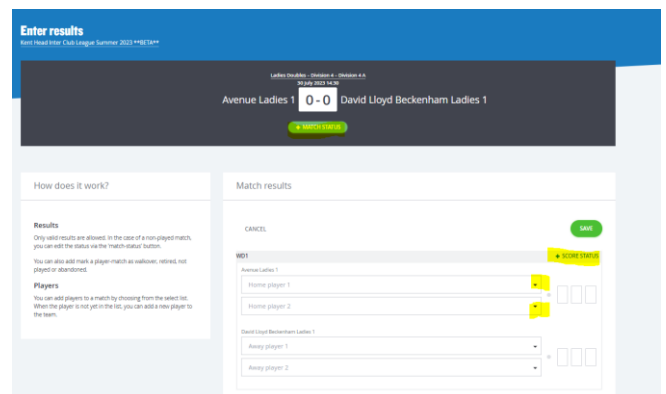 Enter results
Kent Head Inter Club League Summer 2023 **BETA**
Ladies Doubles - Division 4 - Division 4 A
30 July 2023 14:30
Avenue Ladies 1 0 - 0 David Lloyd Beckenham Ladies 1
+ MATCH STATUS
How does it work?
Results
Only valid results are allowed. In the case of a non-played match,
you can edit the status via the 'match-status' button.
You can also add mark a player-match as walkover, retired, not
played or abandoned.
Players
You can add players to a match by choosing from the select list.
When the player is not yet in the list, you can add a new player to
the team.
Match results
CANCEL
SAVE
WD1
+ SCORE STATUS
Avenue Ladies 1
Home player 1
Home player 2
David Lloyd Beckenham Ladies 1
Away player 1
Away player 2